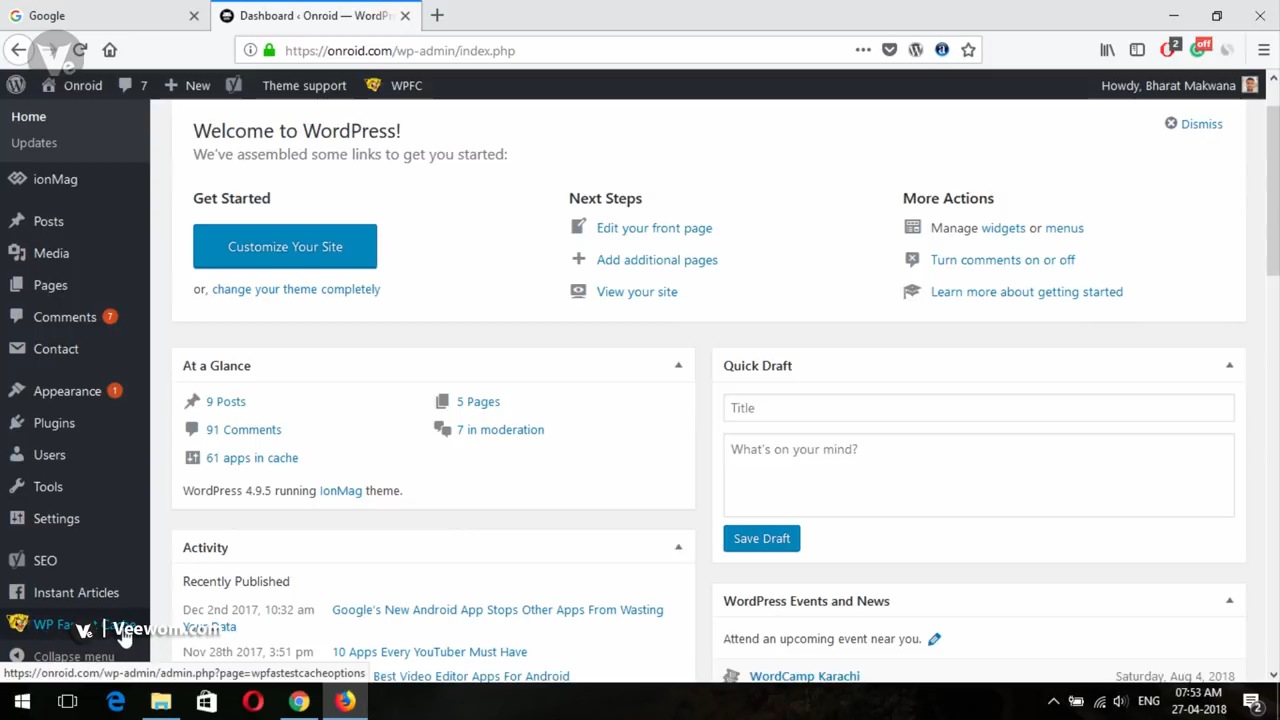 Google
Dashboard ‹ Onroid — WordPr
https://onroid.com/wp-admin/index.php
2
off
Ve
Onroid 7 New Theme support WPFC
Howdy, Bharat Makwana
Home
Updates
ionMag
Posts
Media
Pages
Comments 7
Contact
Appearance 1
Plugins
Users
Tools
Settings
SEO
Instant Articles
WP Fa
Ve | Veewom.com
Collapse menu
Welcome to WordPress!
Dismiss
We've assembled some links to get you started:
Get Started
Customize Your Site
or, change your theme completely
Next Steps
Edit your front page
Add additional pages
View your site
More Actions
Manage widgets or menus
Turn comments on or off
Learn more about getting started
At a Glance
9 Posts
5 Pages
91 Comments
7 in moderation
61 apps in cache
WordPress 4.9.5 running IonMag theme.
Activity
Recently Published
Dec 2nd 2017, 10:32 am Google's New Android App Stops Other Apps From Wasting
Data
Nov 28th 2017, 3:51 pm 10 Apps Every YouTuber Must Have
Best Video Editor Apps For Android
Quick Draft
Title
What's on your mind?
Save Draft
WordPress Events and News
Attend an upcoming event near you.
WordCamp Karachi
Saturday, Aug 4, 2018
https://onroid.com/wp-admin/admin.php?page=wpfastestcacheoptions
ENG
07:53 AM
27-04-2018
2